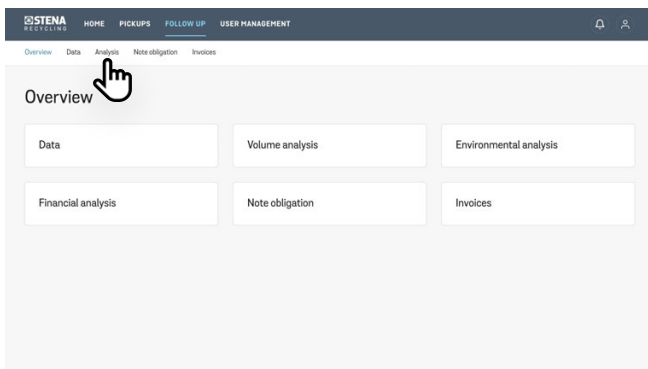 STENA
RECYCLING
HOME PICKUPS FOLLOW UP USER MANAGEMENT
Overview Data Analysis Note obligation Invoices
Overview
Data Volume analysis Environmental analysis
Financial analysis Note obligation Invoices